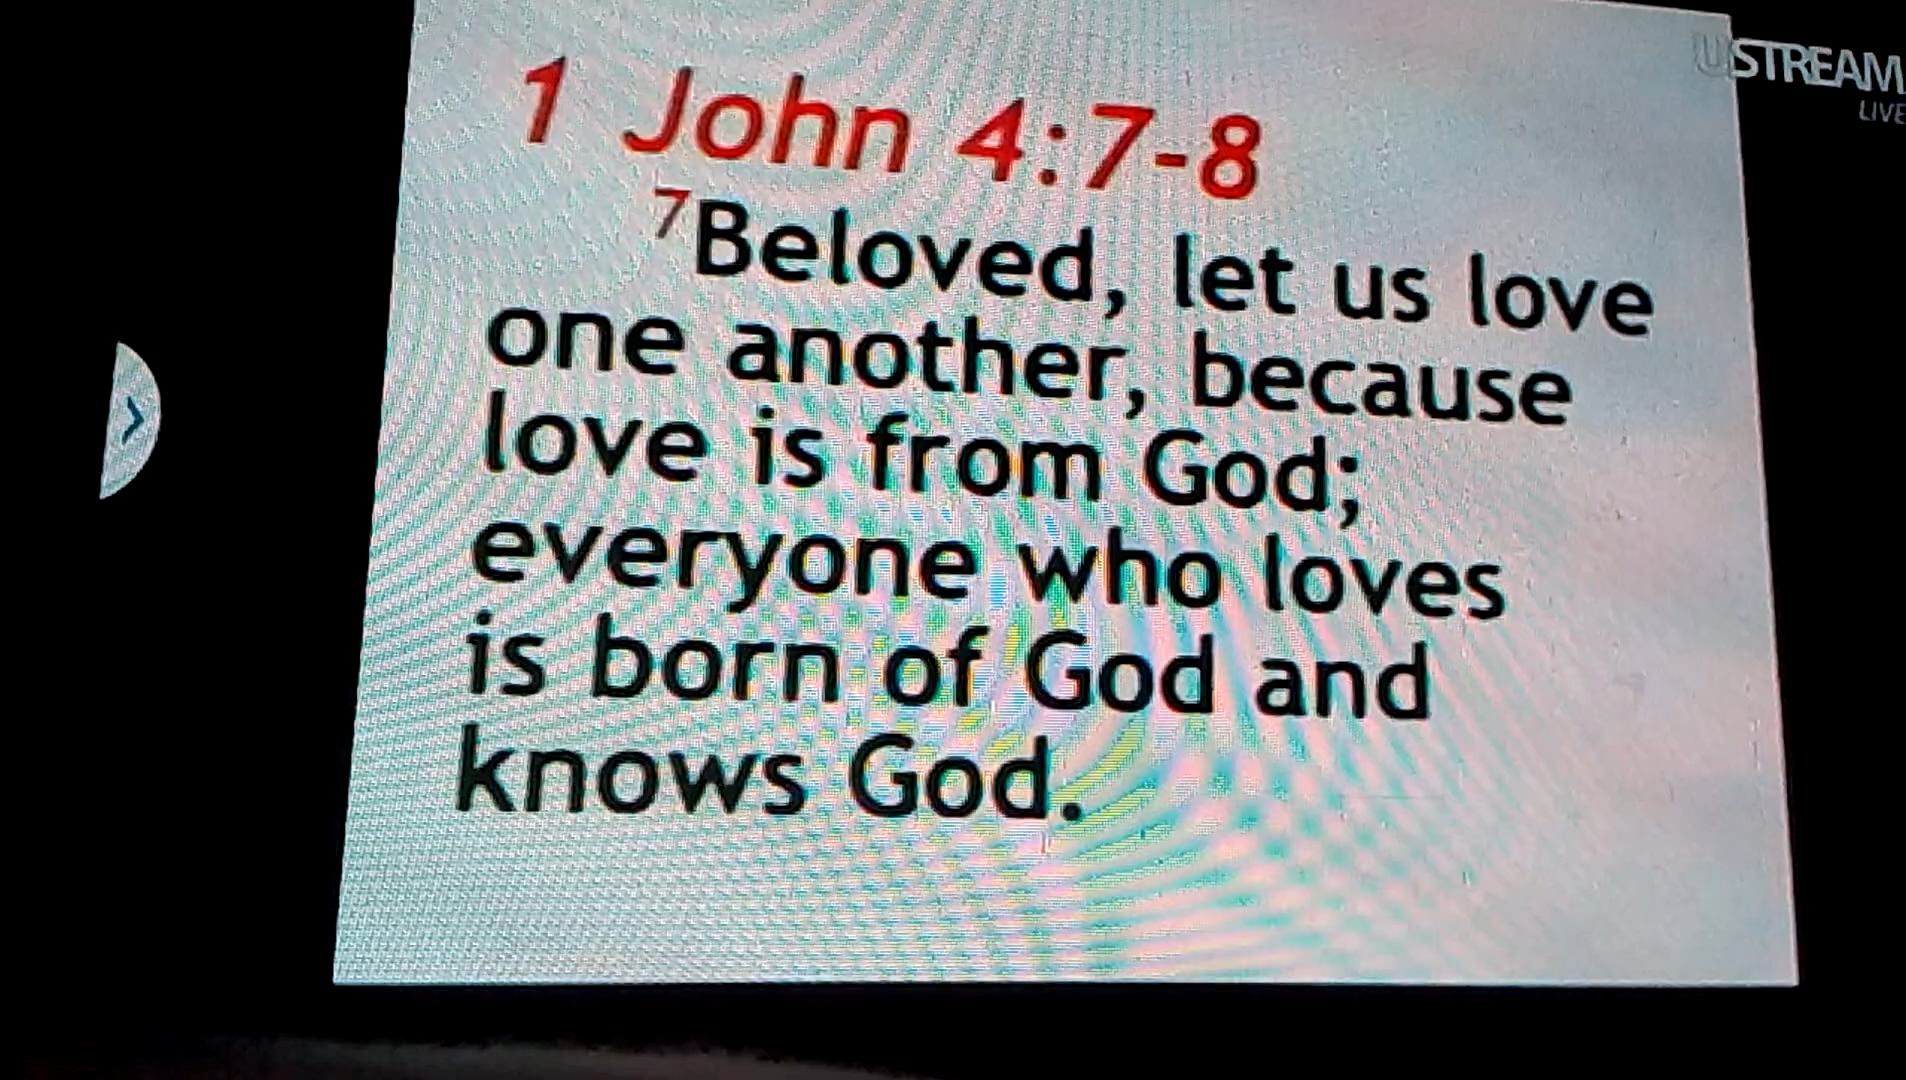 1 John 4:7-8
7Beloved, let us love
one another, because
love is from God;
everyone who loves
is born of God and
knows God.
USTREAM
LIVE